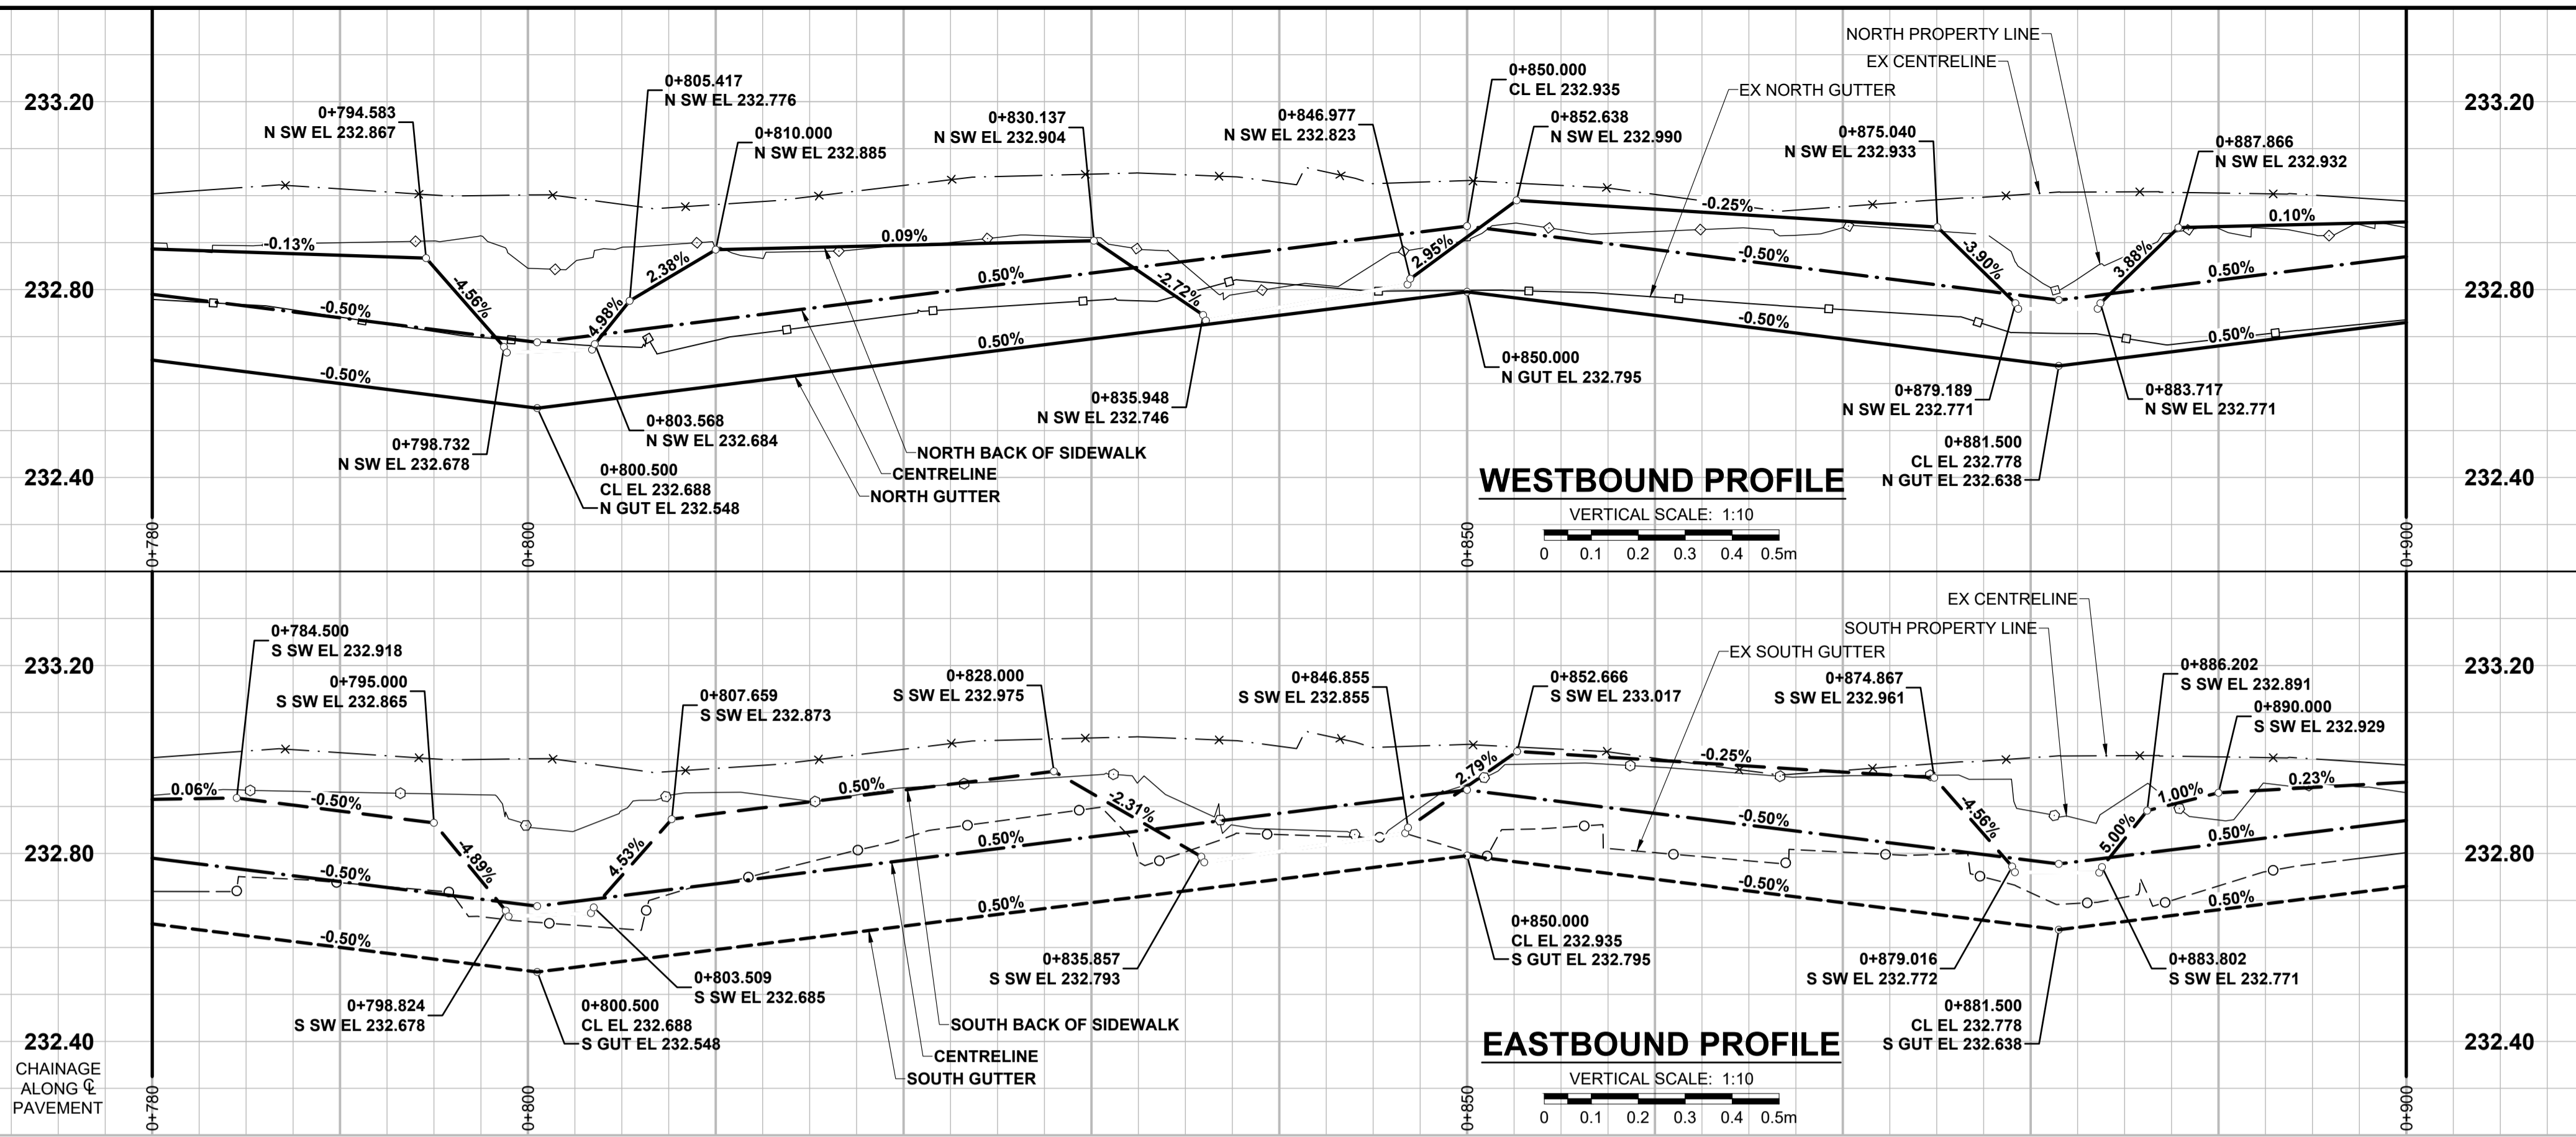 NORTH PROPERTY LINE
EX CENTRELINE
EX NORTH GUTTER
233.20
233.20
0+794.583
N SW EL 232.867
0+805.417
N SW EL 232.776
0+810.000
N SW EL 232.885
0+830.137
N SW EL 232.904
0+846.977
N SW EL 232.823
0+850.000
CL EL 232.935
0+852.638
N SW EL 232.990
0+875.040
N SW EL 232.933
0+887.866
N SW EL 232.932
-0.13%
-4.56%
4.98%
2.38%
0.09%
-2.72%
2.95%
-0.25%
-3.90%
3.88%
0.10%
232.80
232.80
-0.50%
0.50%
-0.50%
0.50%
-0.50%
0.50%
-0.50%
0.50%
0+798.732
N SW EL 232.678
0+803.568
N SW EL 232.684
0+800.500
CL EL 232.688
N GUT EL 232.548
0+835.948
N SW EL 232.746
0+850.000
N GUT EL 232.795
0+879.189
N SW EL 232.771
0+883.717
N SW EL 232.771
0+881.500
CL EL 232.778
N GUT EL 232.638
NORTH BACK OF SIDEWALK
CENTRELINE
NORTH GUTTER
232.40
232.40
WESTBOUND PROFILE
VERTICAL SCALE: 1:10
0 0.1 0.2 0.3 0.4 0.5m
0+780
0+800
0+850
0+900
EX CENTRELINE
SOUTH PROPERTY LINE
EX SOUTH GUTTER
233.20
233.20
0+784.500
S SW EL 232.918
0+795.000
S SW EL 232.865
0+807.659
S SW EL 232.873
0+828.000
S SW EL 232.975
0+846.855
S SW EL 232.855
0+852.666
S SW EL 233.017
0+874.867
S SW EL 232.961
0+886.202
S SW EL 232.891
0+890.000
S SW EL 232.929
0.06%
-0.50%
-4.89%
4.53%
0.50%
-2.31%
2.79%
-0.25%
-4.56%
5.00%
1.00%
0.23%
232.80
232.80
-0.50%
0.50%
-0.50%
0.50%
-0.50%
0.50%
-0.50%
0.50%
0+798.824
S SW EL 232.678
0+803.509
S SW EL 232.685
0+800.500
CL EL 232.688
S GUT EL 232.548
0+835.857
S SW EL 232.793
0+850.000
CL EL 232.935
S GUT EL 232.795
0+879.016
S SW EL 232.772
0+883.802
S SW EL 232.771
0+881.500
CL EL 232.778
S GUT EL 232.638
SOUTH BACK OF SIDEWALK
CENTRELINE
SOUTH GUTTER
232.40
232.40
EASTBOUND PROFILE
VERTICAL SCALE: 1:10
0 0.1 0.2 0.3 0.4 0.5m
CHAINAGE
ALONG ℄
PAVEMENT
0+780
0+800
0+850
0+900